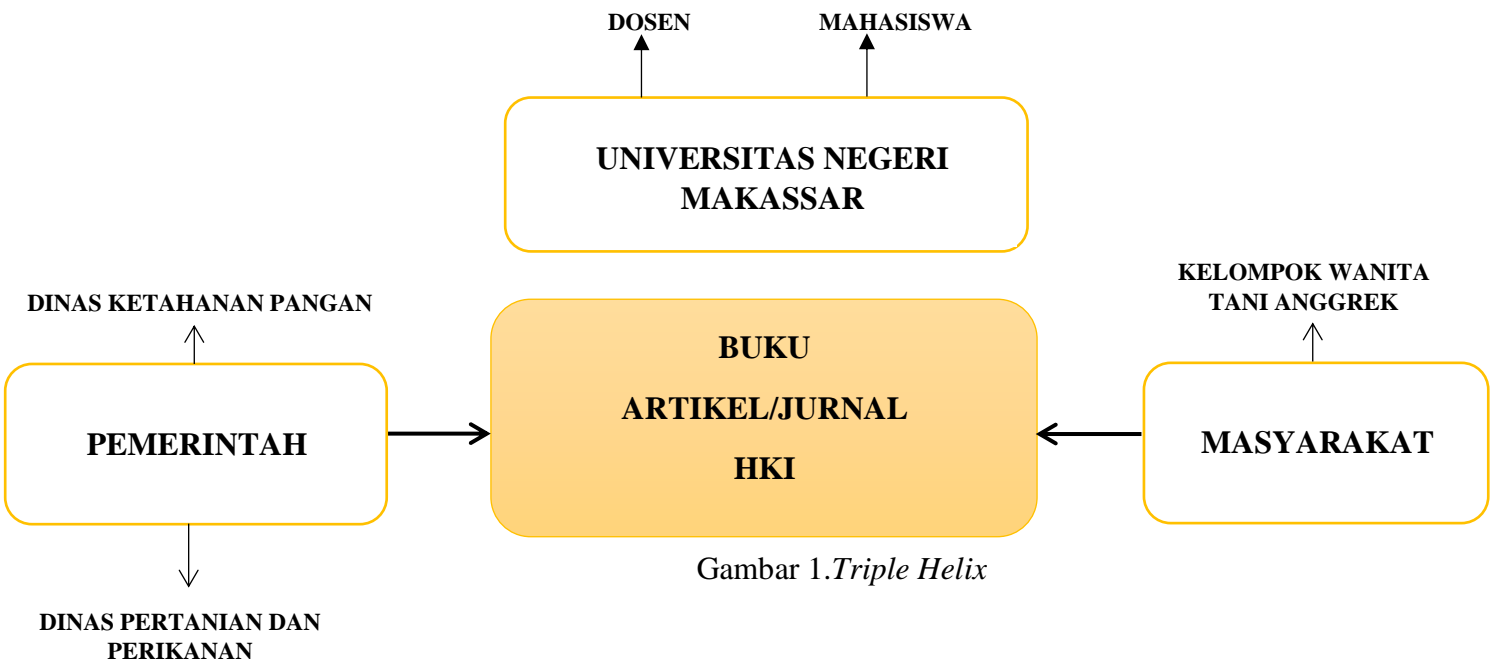 DOSEN
MAHASISWA
UNIVERSITAS NEGERI
MAKASSAR
DINAS KETAHANAN PANGAN
PEMERINTAH
DINAS PERTANIAN DAN
PERIKANAN
BUKU
ARTIKEL/JURNAL
HKI
KELOMPOK WANITA
TANI ANGGREK
MASYARAKAT
Gambar 1.Triple Helix